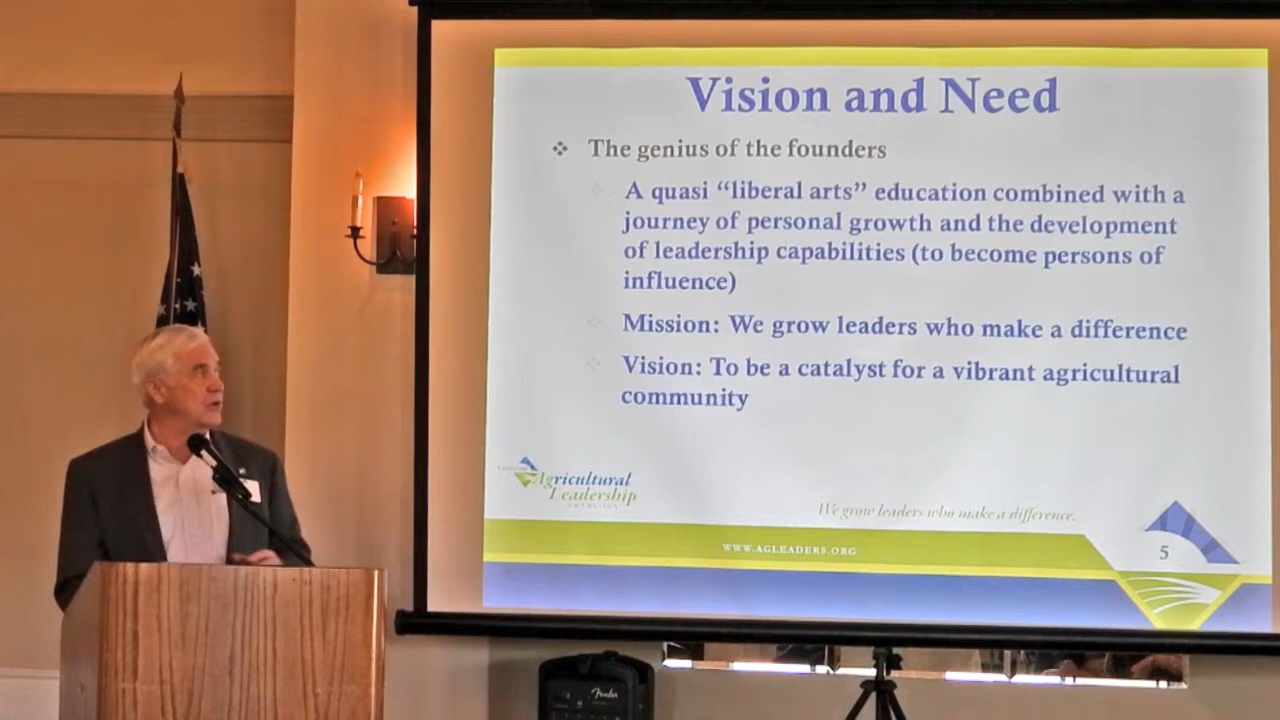 Vision and Need
The genius of the founders
A quasi “liberal arts” education combined with a
journey of personal growth and the development
of leadership capabilities (to become persons of
influence)
Mission: We grow leaders who make a difference
Vision: To be a catalyst for a vibrant agricultural
community
Agricultural
Leadership
We grow leaders who make a difference.
WWW.AGLEADERS.ORG
5
Fender